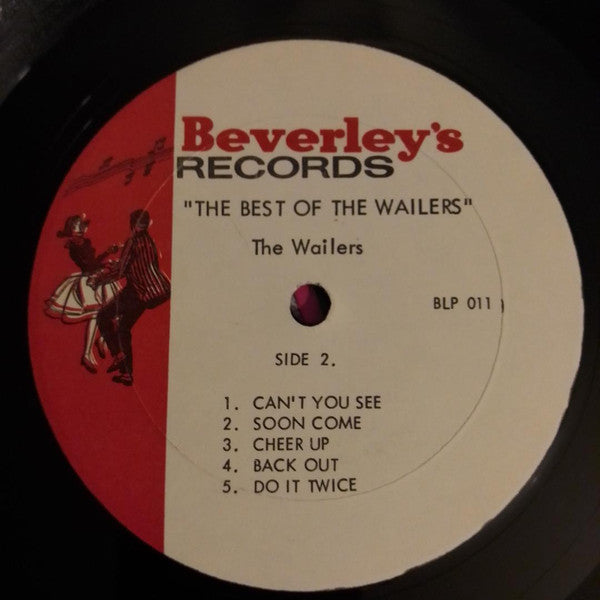 Beverley's
RECORDS
"THE BEST OF THE WAILERS"
The Wailers
BLP 011
SIDE 2.
1. CAN'T YOU SEE
2. SOON COME
3. CHEER UP
4. BACK OUT
5. DO IT TWICE